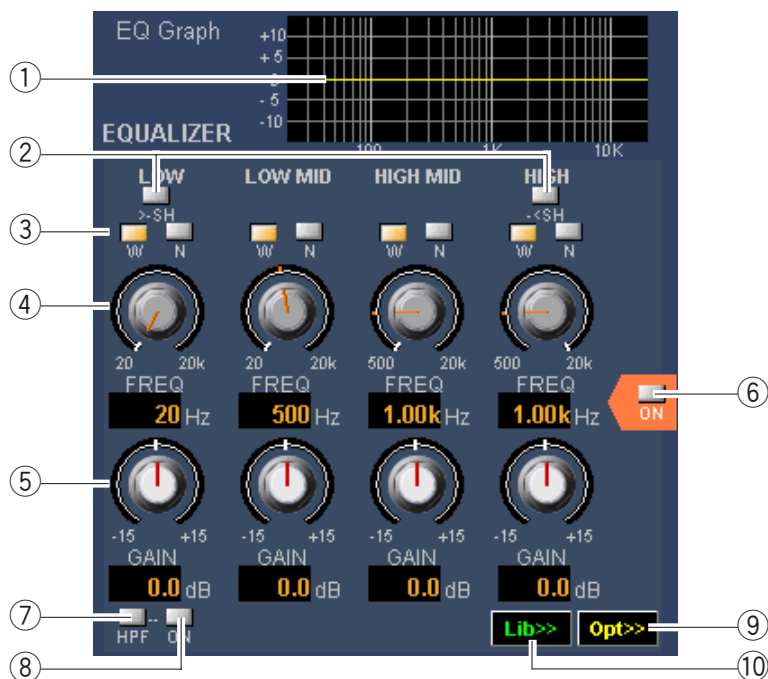 EQ Graph
+10
+5
0
-5
-10
100 1K 10K
①
EQUALIZER
②
LOW LOW MID HIGH MID HIGH
>-SH -<SH
③
W N W N W N W N
④
20 20k 20 20k 500 20k 500 20k
FREQ FREQ FREQ FREQ
20 Hz 500 Hz 1.00k Hz 1.00k Hz
⑥
ON
⑤
-15 +15 -15 +15 -15 +15 -15 +15
GAIN GAIN GAIN GAIN
0.0 dB 0.0 dB 0.0 dB 0.0 dB
⑦
HPF -- ON
Lib>> Opt>>
⑨
⑧
⑩